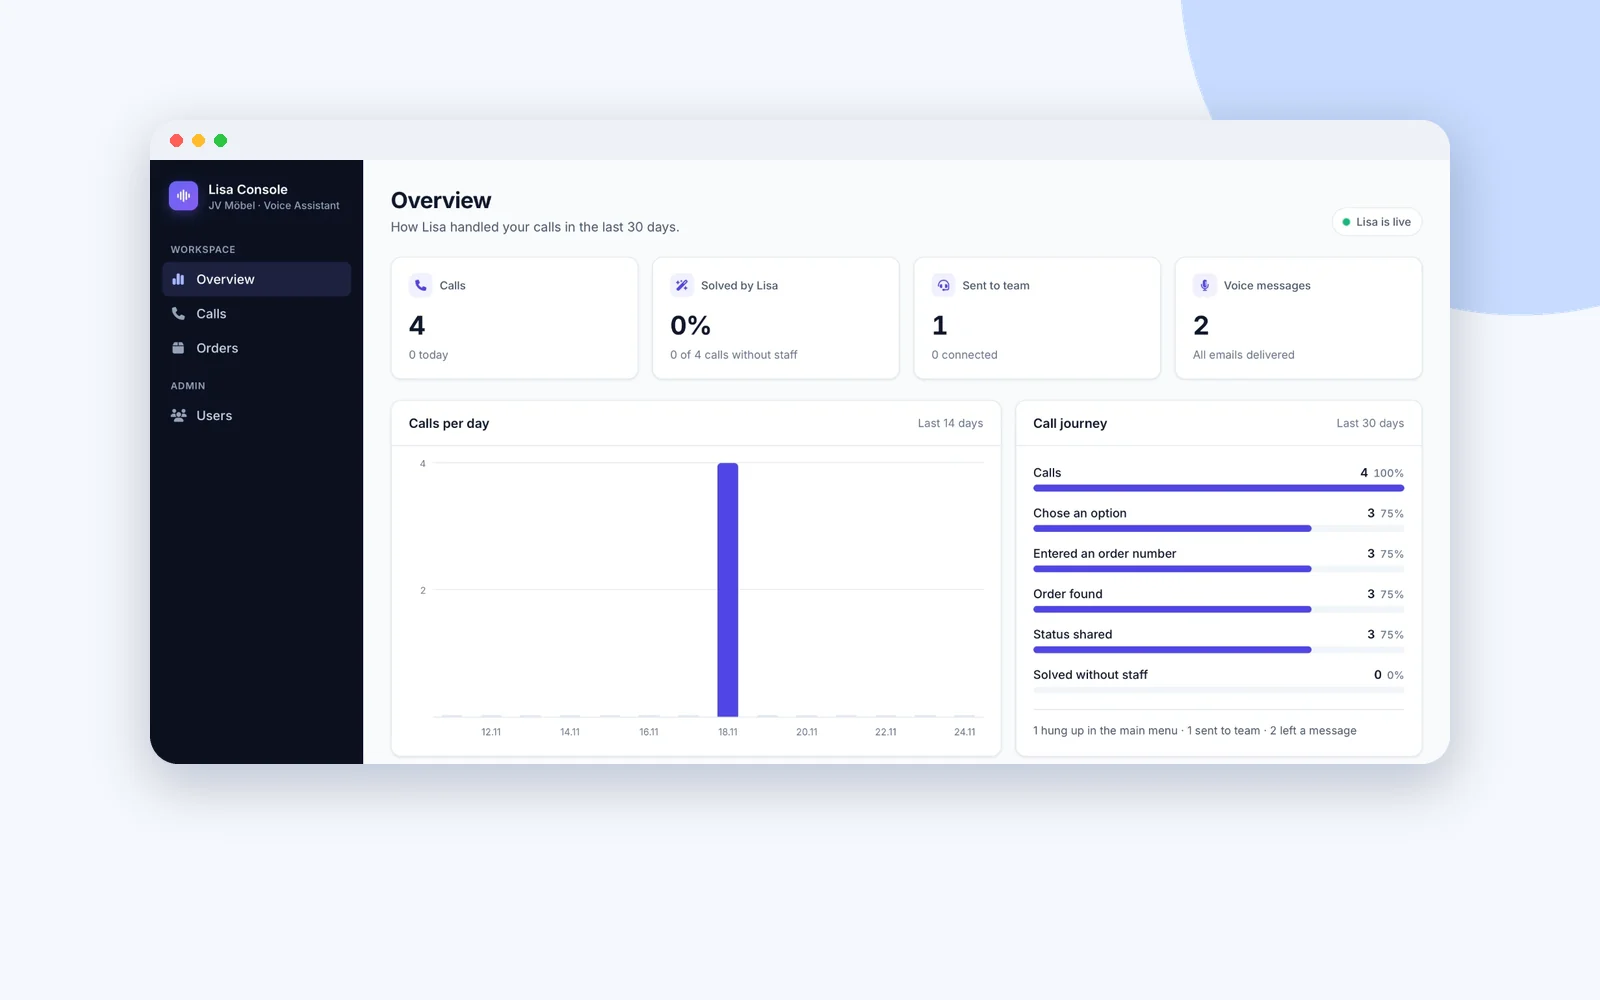 Lisa Console
JV Möbel · Voice Assistant
WORKSPACE
Overview
Calls
Orders
ADMIN
Users
Overview
How Lisa handled your calls in the last 30 days.
Lisa is live
Calls
4
0 today
Solved by Lisa
0%
0 of 4 calls without staff
Sent to team
1
0 connected
Voice messages
2
All emails delivered
Calls per day
Last 14 days
4
2
12.11
14.11
16.11
18.11
20.11
22.11
24.11
Call journey
Last 30 days
Calls 4 100%
Chose an option 3 75%
Entered an order number 3 75%
Order found 3 75%
Status shared 3 75%
Solved without staff 0 0%
1 hung up in the main menu · 1 sent to team · 2 left a message